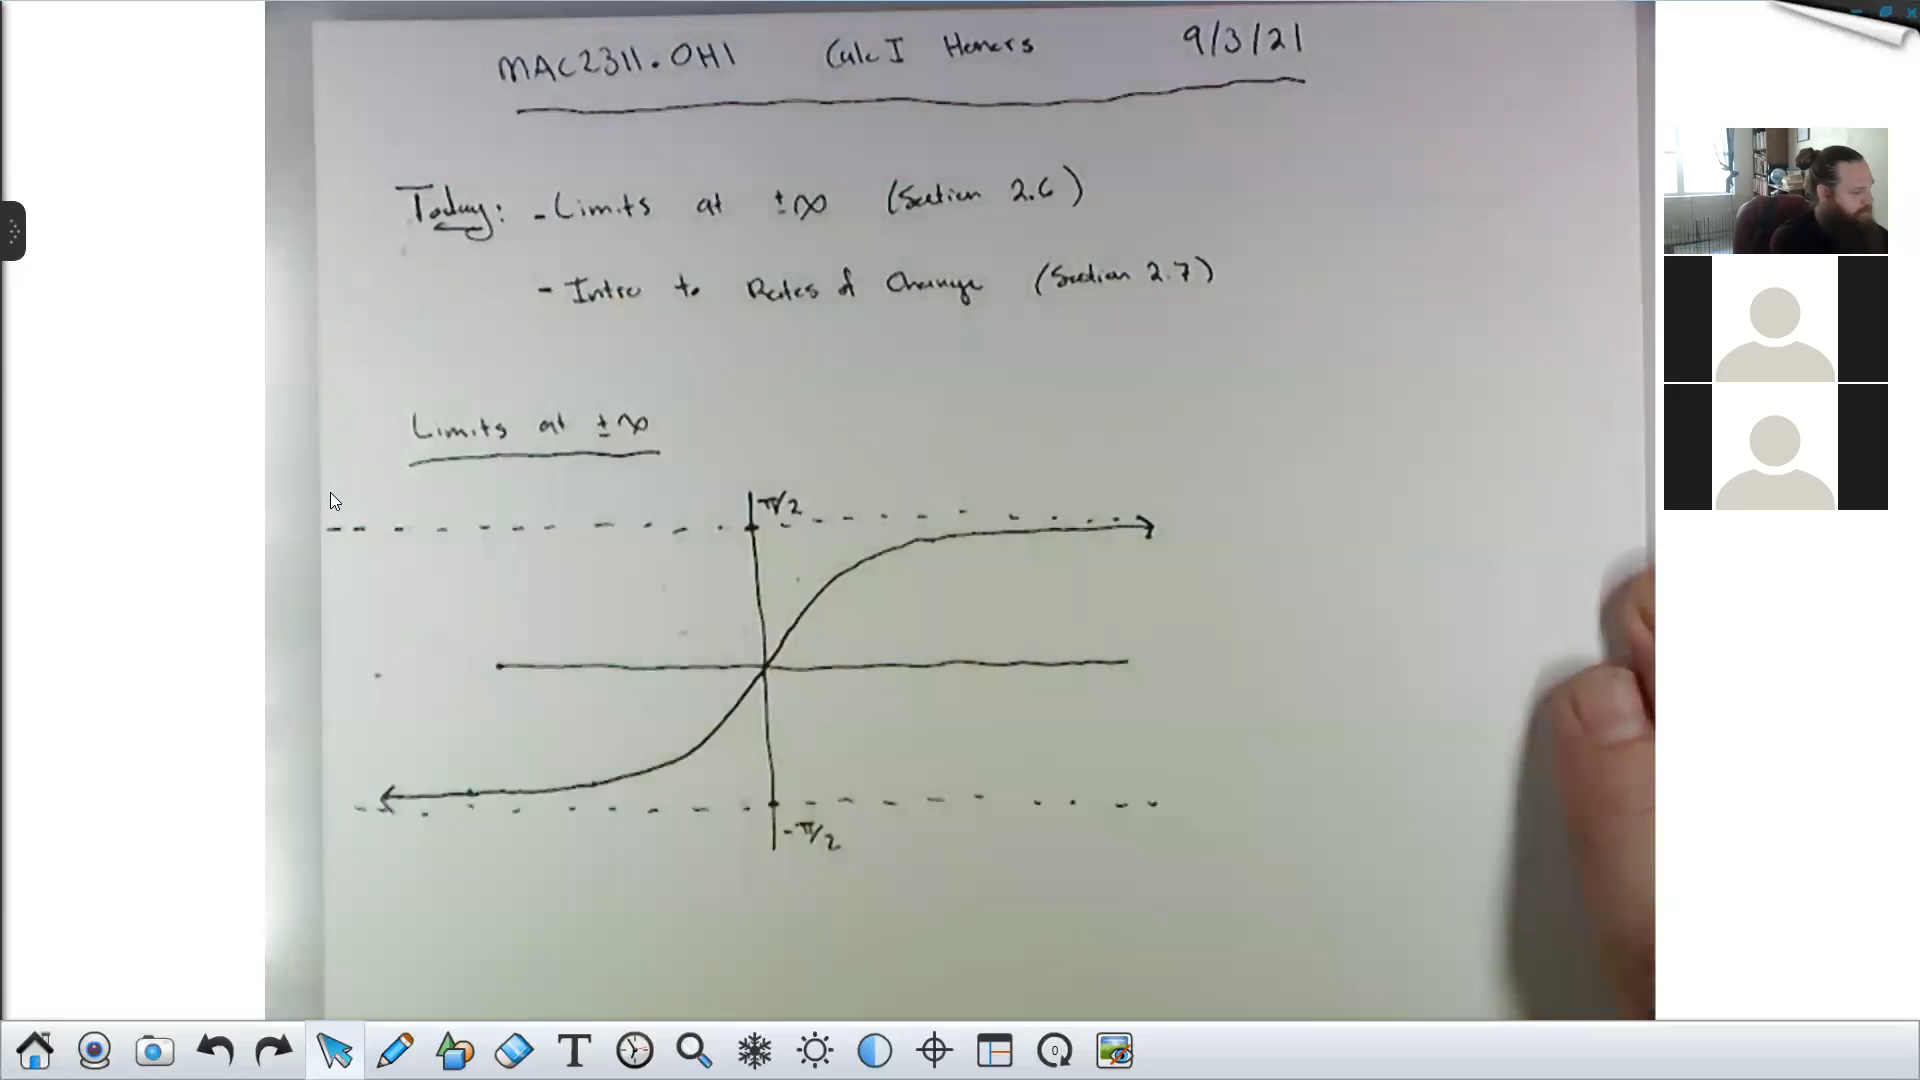 MAC2311.OH1 Calc I Honors 9/3/21
Today: - Limits at ±∞ (Section 2.6)
- Intro to Rates of Change (Section 2.7)
Limits at ±∞
π/2
-π/2
T
0